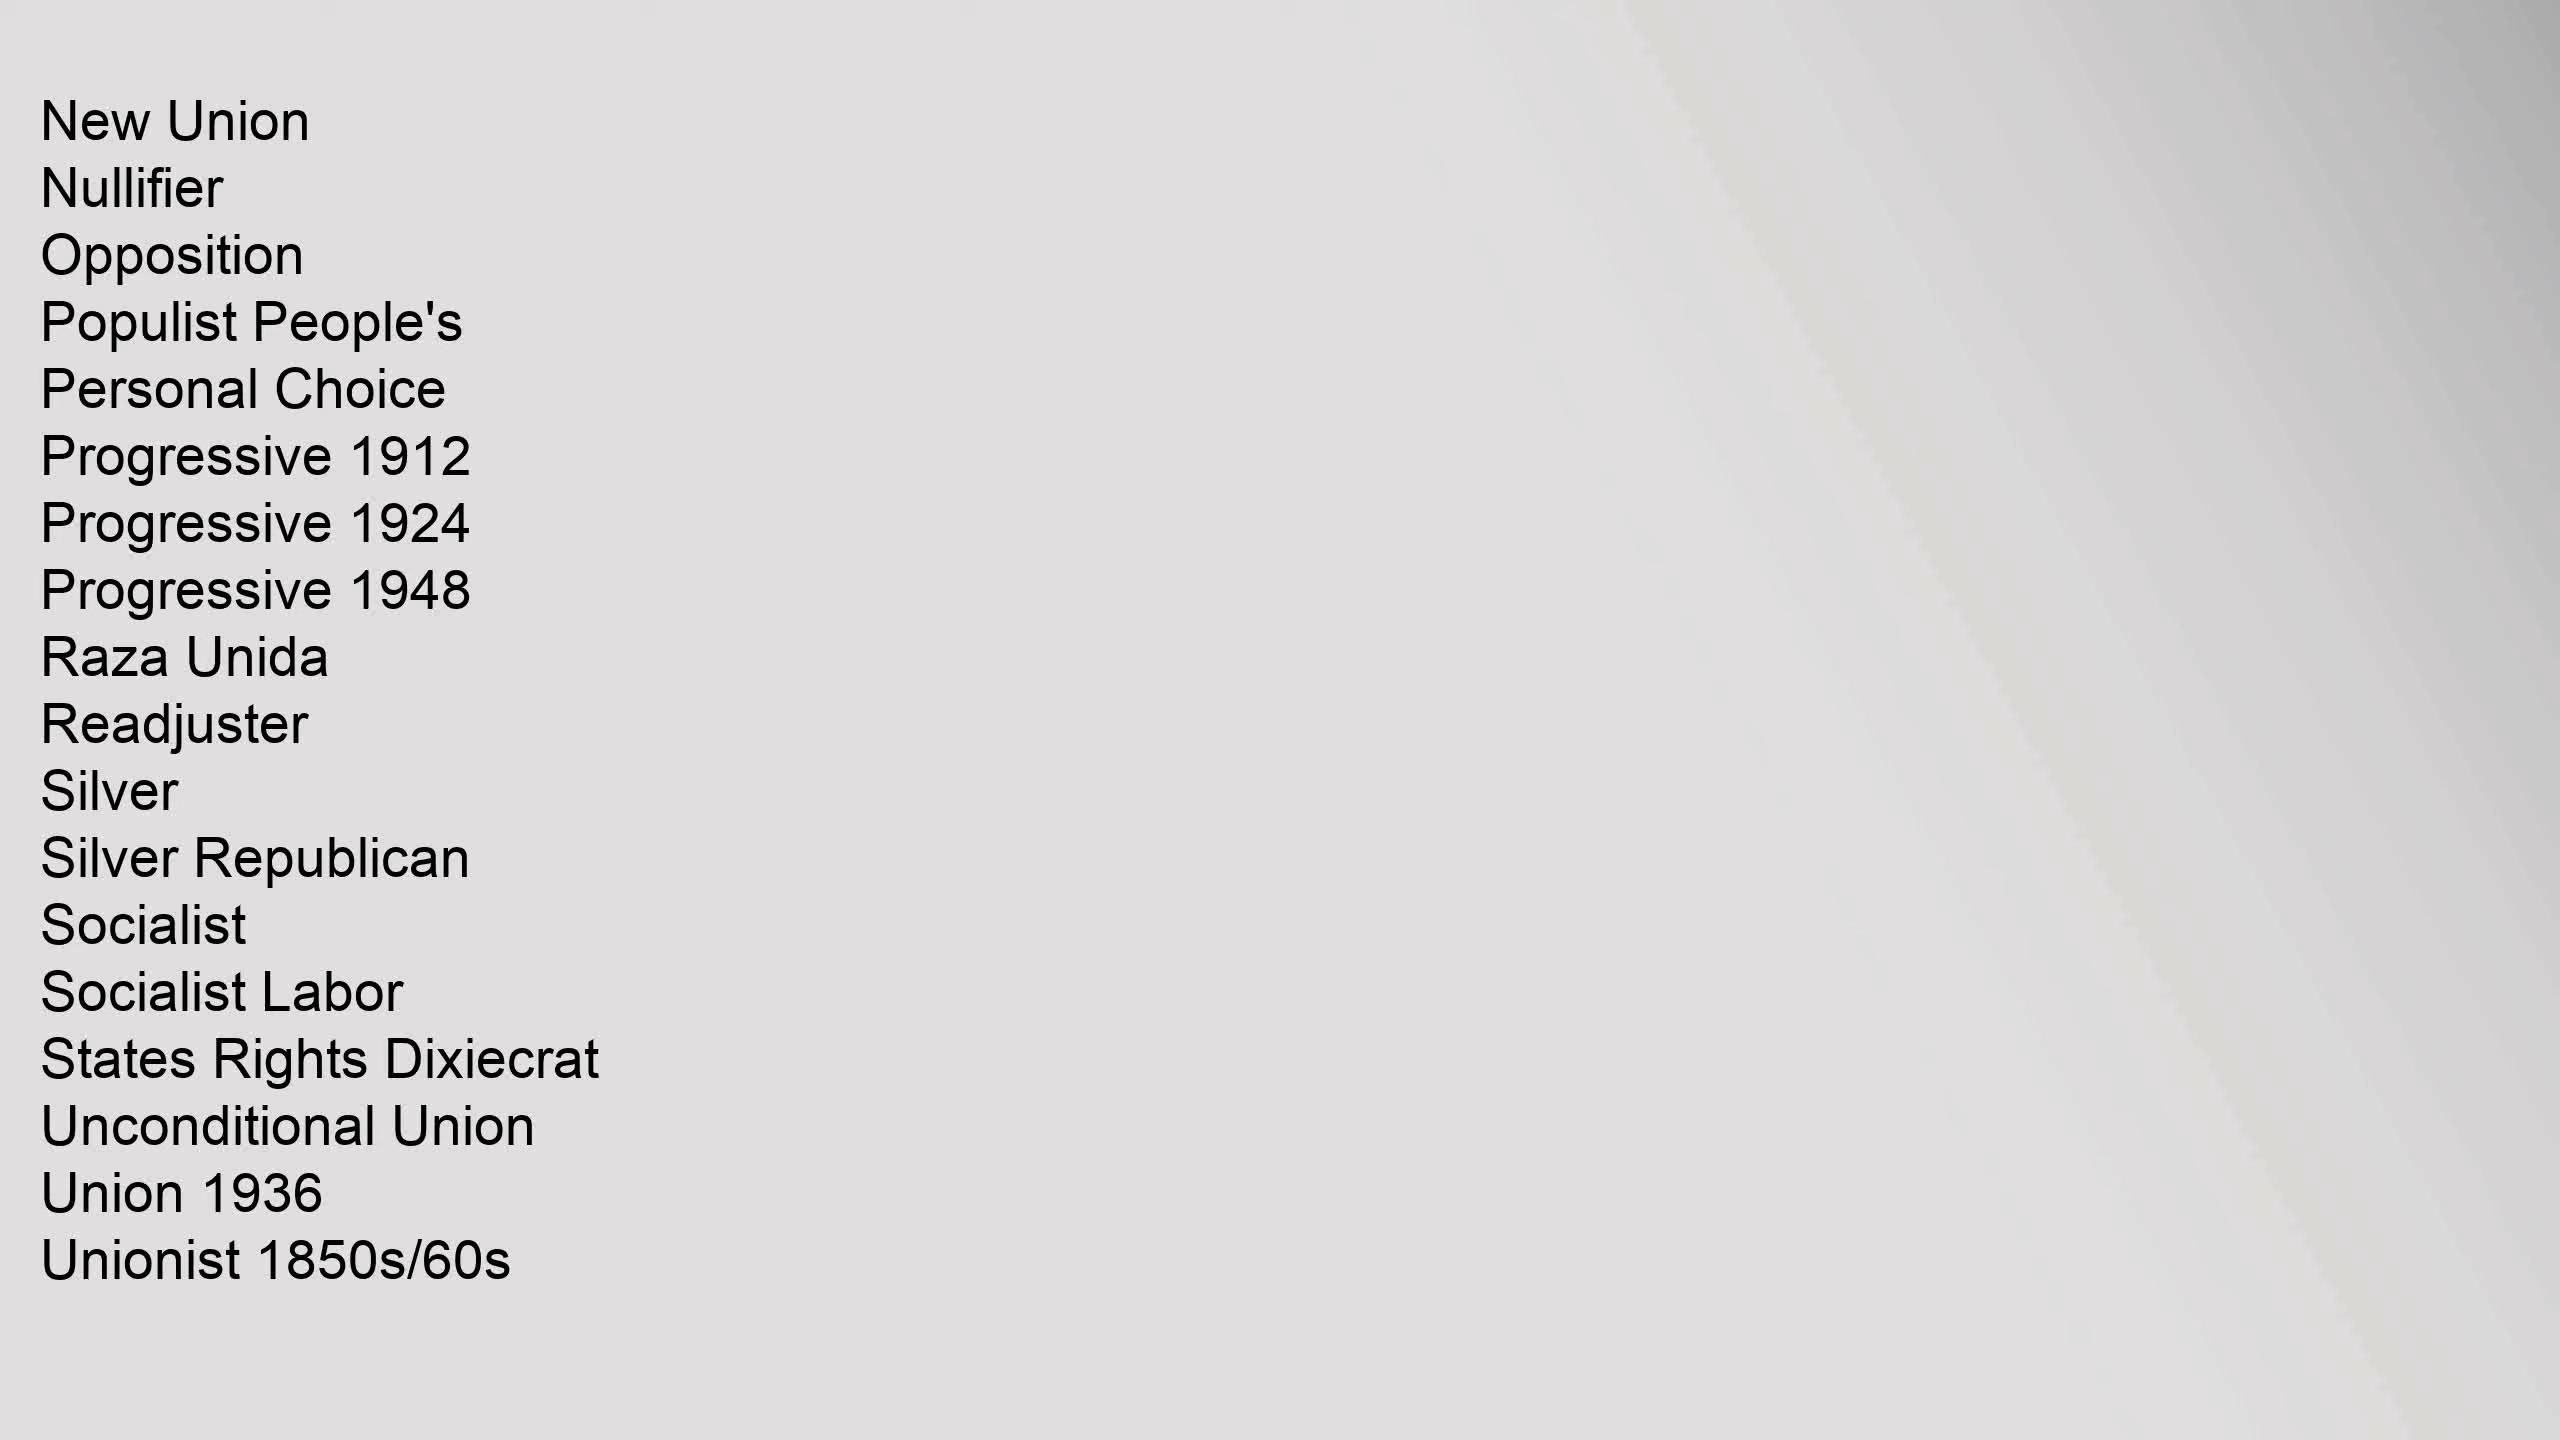 New Union
Nullifier
Opposition
Populist People's
Personal Choice
Progressive 1912
Progressive 1924
Progressive 1948
Raza Unida
Readjuster
Silver
Silver Republican
Socialist
Socialist Labor
States Rights Dixiecrat
Unconditional Union
Union 1936
Unionist 1850s/60s